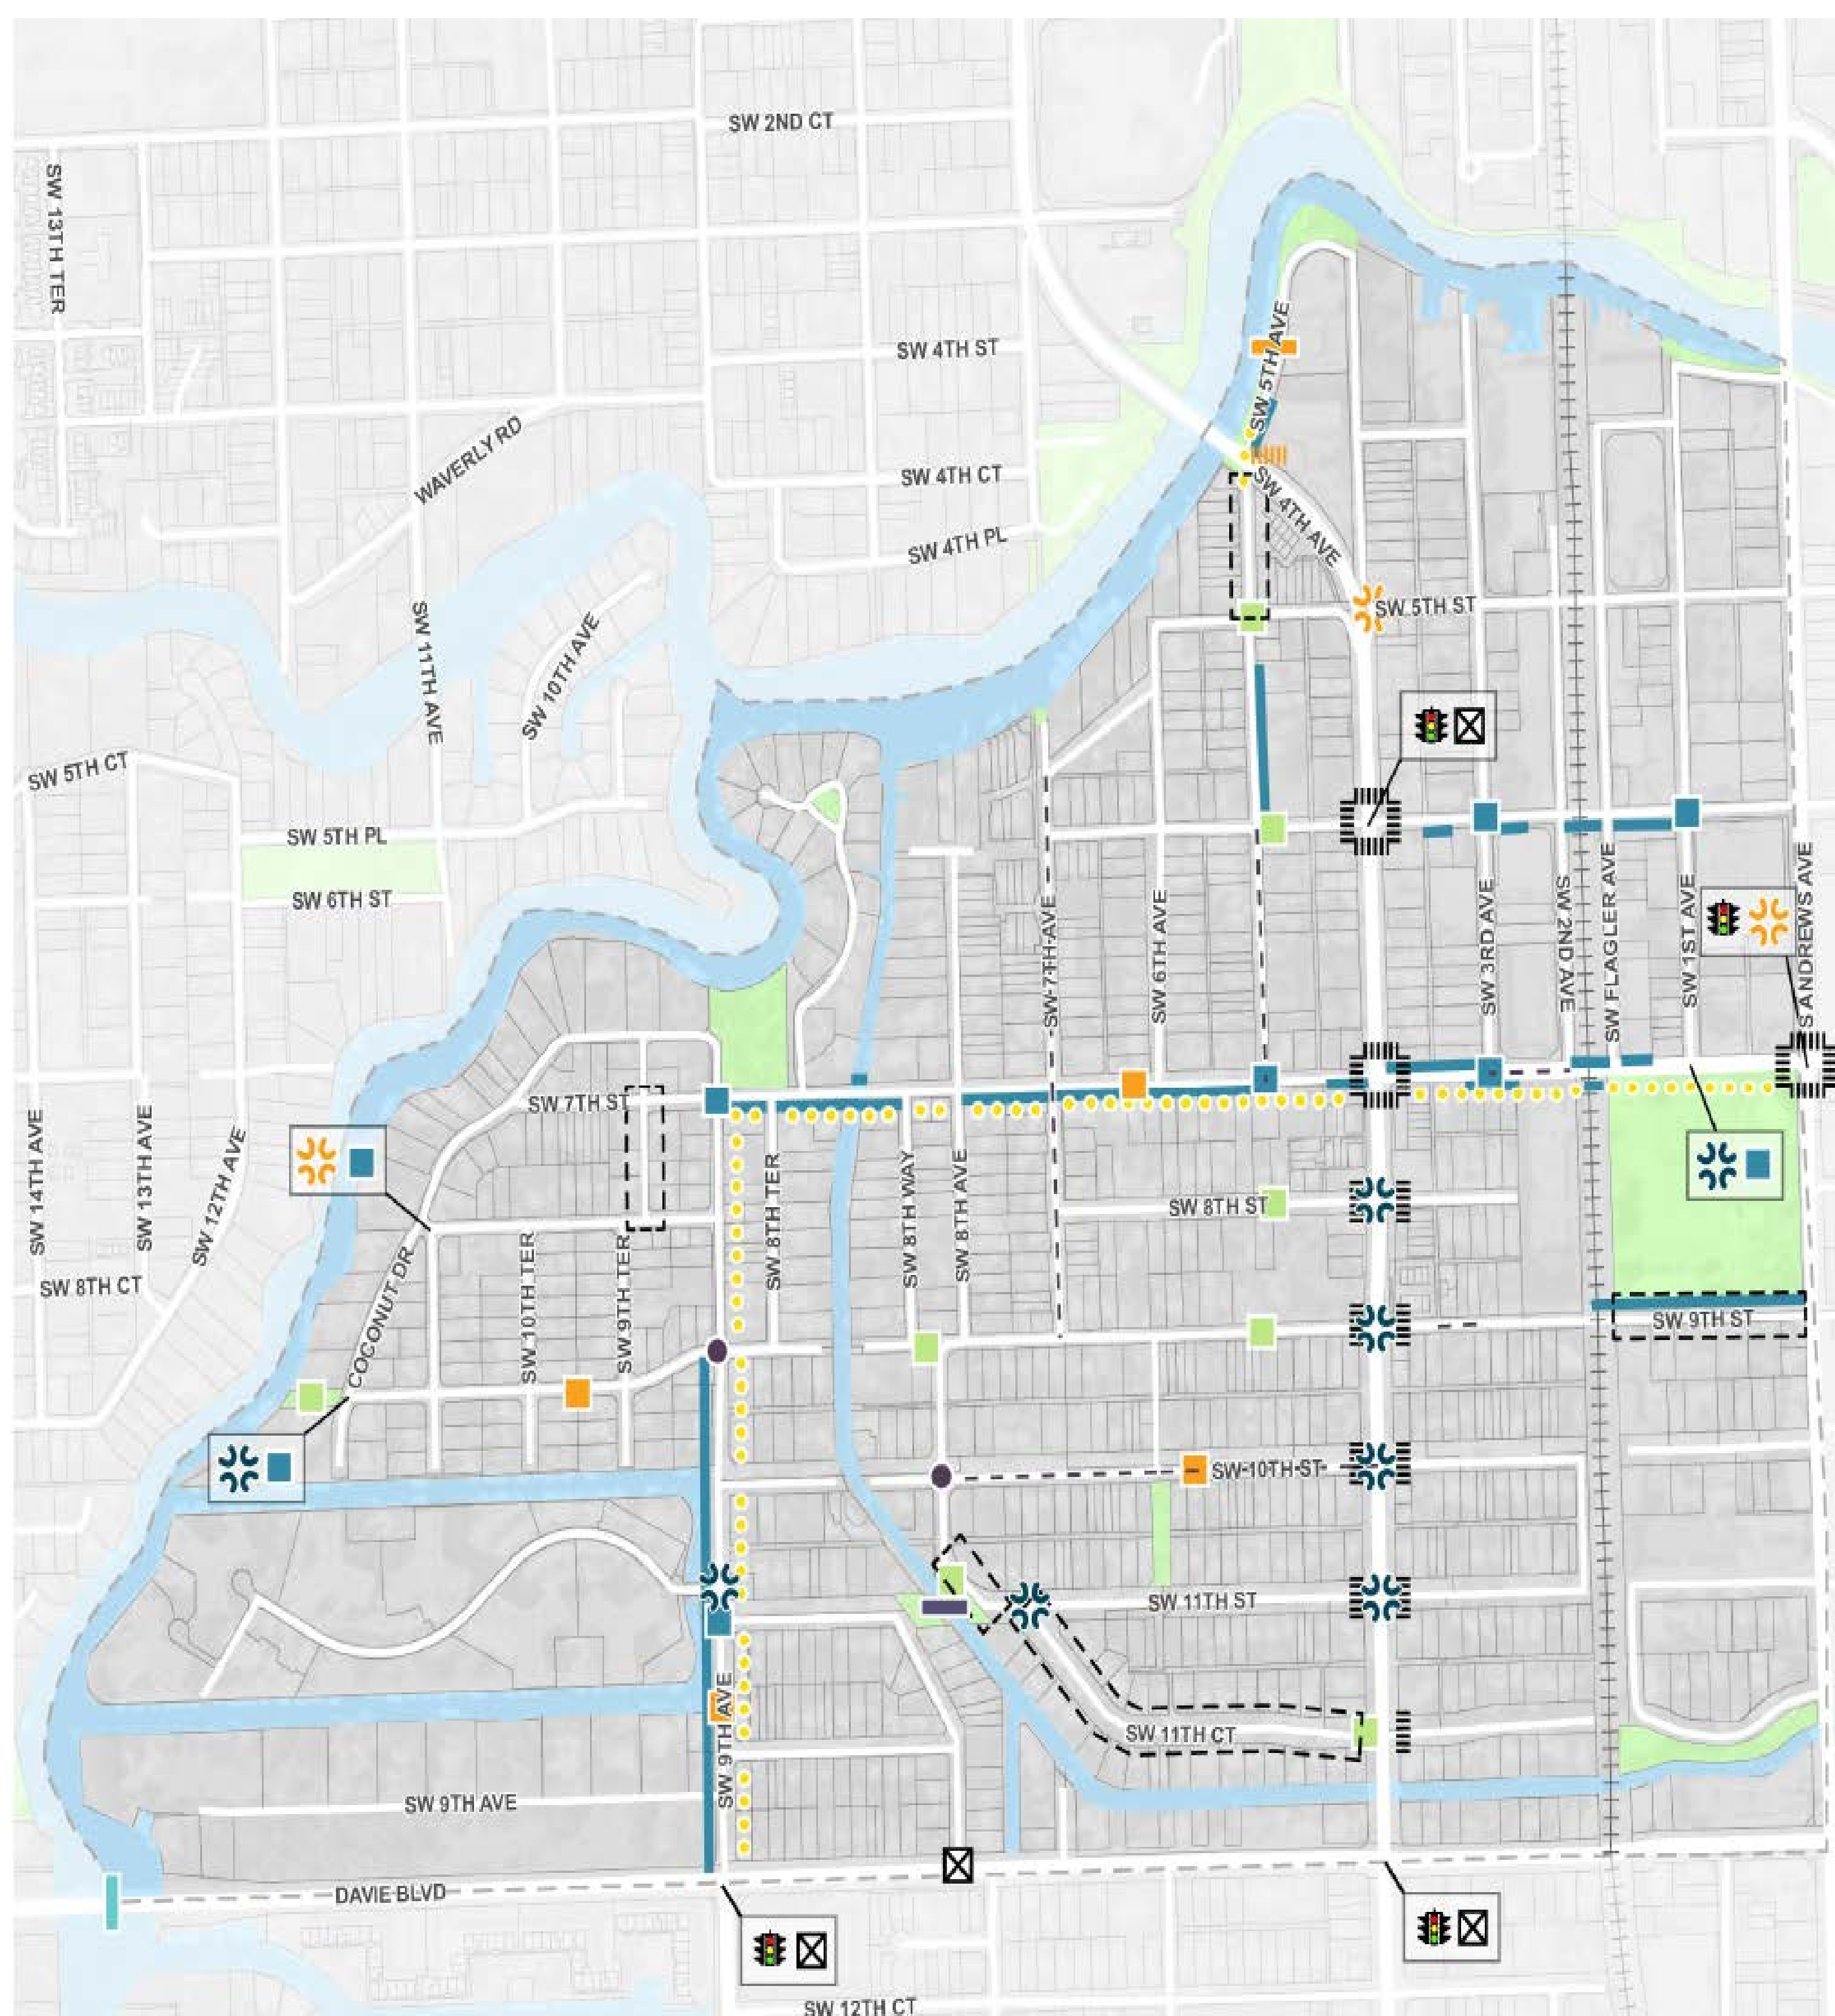 SW 2ND CT
SW 13TH TER
SW 5TH AVE
SW 4TH ST
WAVERLY RD
SW 4TH CT
SW 4TH AVE
SW 4TH PL
SW 5TH ST
SW 11TH AVE
SW 10TH AVE
SW 5TH CT
SW 5TH PL
SW 6TH ST
SW 7TH AVE
SW 6TH AVE
SW 3RD AVE
SW 2ND AVE
SW FLAGLER AVE
SW 1ST AVE
S ANDREWS AVE
SW 7TH ST
SW 14TH AVE
SW 13TH AVE
SW 12TH AVE
SW 8TH TER
SW 8TH WAY
SW 8TH AVE
SW 8TH ST
SW 8TH CT
COCONUT DR
SW 10TH TER
SW 9TH TER
SW 9TH ST
SW 10TH ST
SW 11TH ST
SW 9TH AVE
SW 11TH CT
SW 9TH AVE
DAVIE BLVD
SW 12TH CT